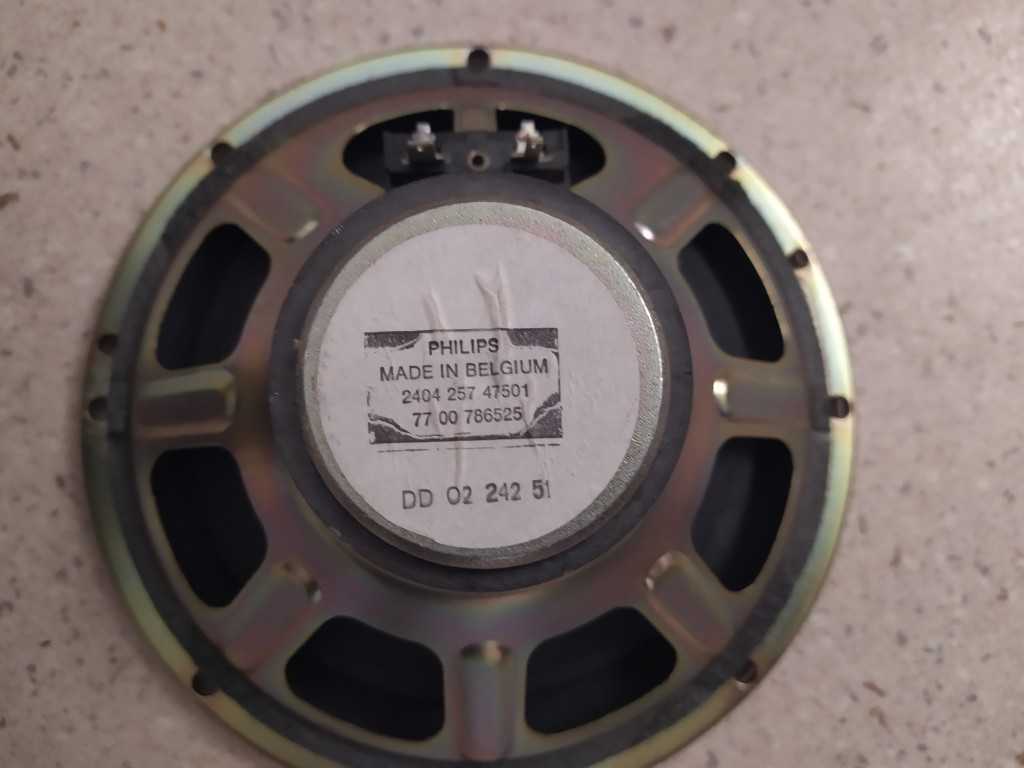 PHILIPS
MADE IN BELGIUM
2404 257 47501
77 00 786525
DD 02 242 51